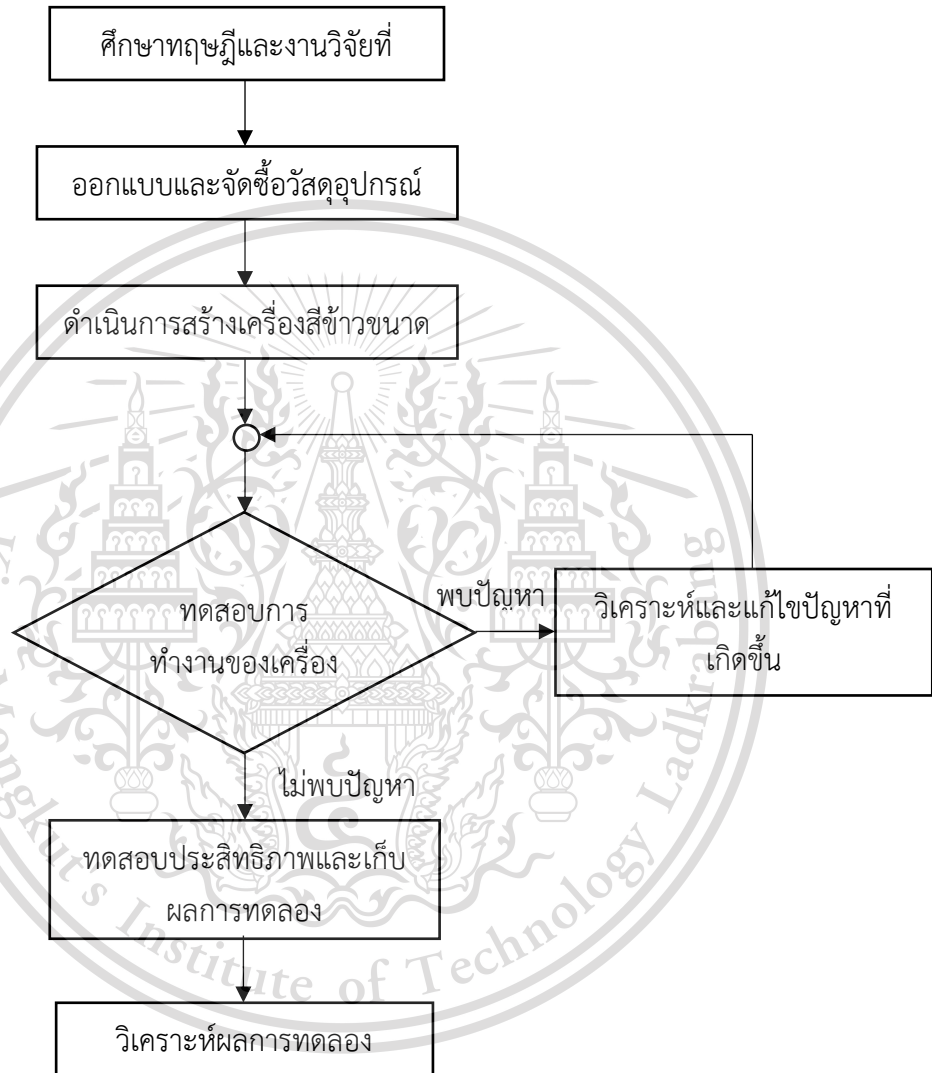 ศึกษาทฤษฎีและงานวิจัยที่
ออกแบบและจัดซื้อวัสดุอุปกรณ์
ดำเนินการสร้างเครื่องสีข้าวขนาด
ทดสอบการ
ทำงานของเครื่อง
พบปัญหา
วิเคราะห์และแก้ไขปัญหาที่
เกิดขึ้น
ไม่พบปัญหา
ทดสอบประสิทธิภาพและเก็บ
ผลการทดลอง
วิเคราะห์ผลการทดลอง
ongkut's Institute of Technology Ladkrabang